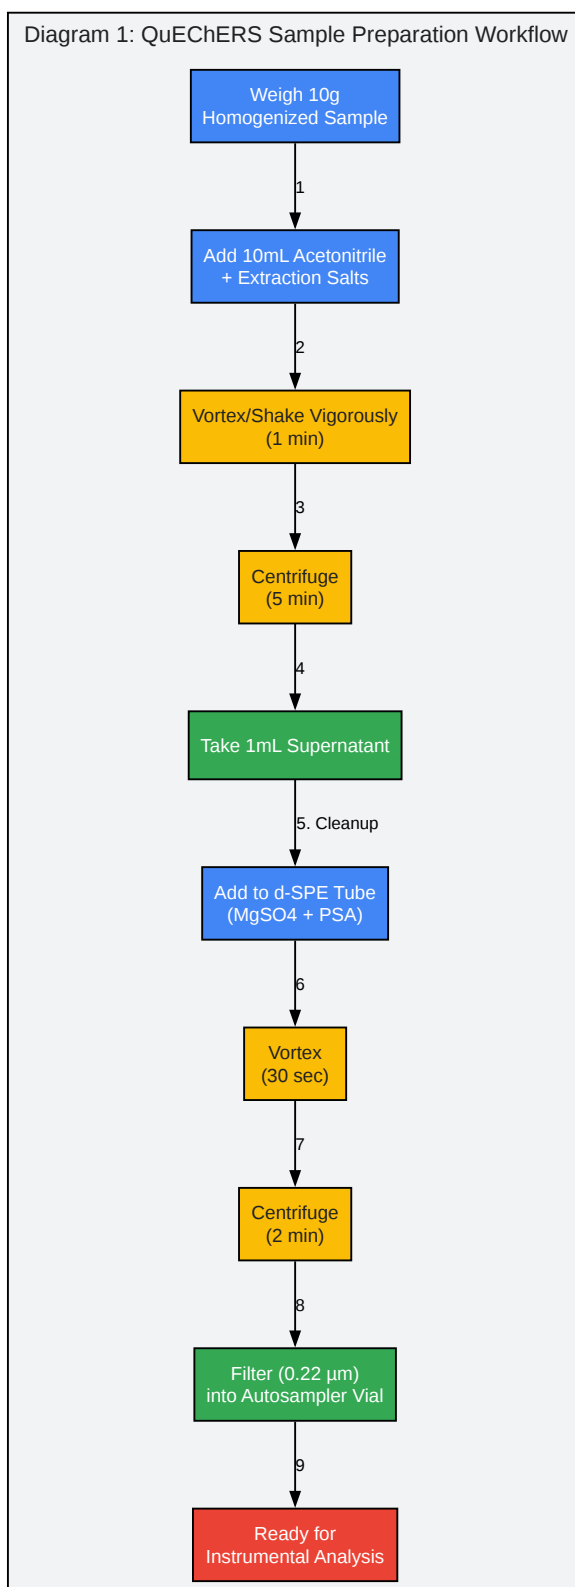 Diagram 1: QuEChERS Sample Preparation Workflow
Weigh 10g
Homogenized Sample
1
Add 10mL Acetonitrile
+ Extraction Salts
2
Vortex/Shake Vigorously
(1 min)
3
Centrifuge
(5 min)
4
Take 1mL Supernatant
5. Cleanup
Add to d-SPE Tube
(MgSO4 + PSA)
6
Vortex
(30 sec)
7
Centrifuge
(2 min)
8
Filter (0.22 µm)
into Autosampler Vial
9
Ready for
Instrumental Analysis